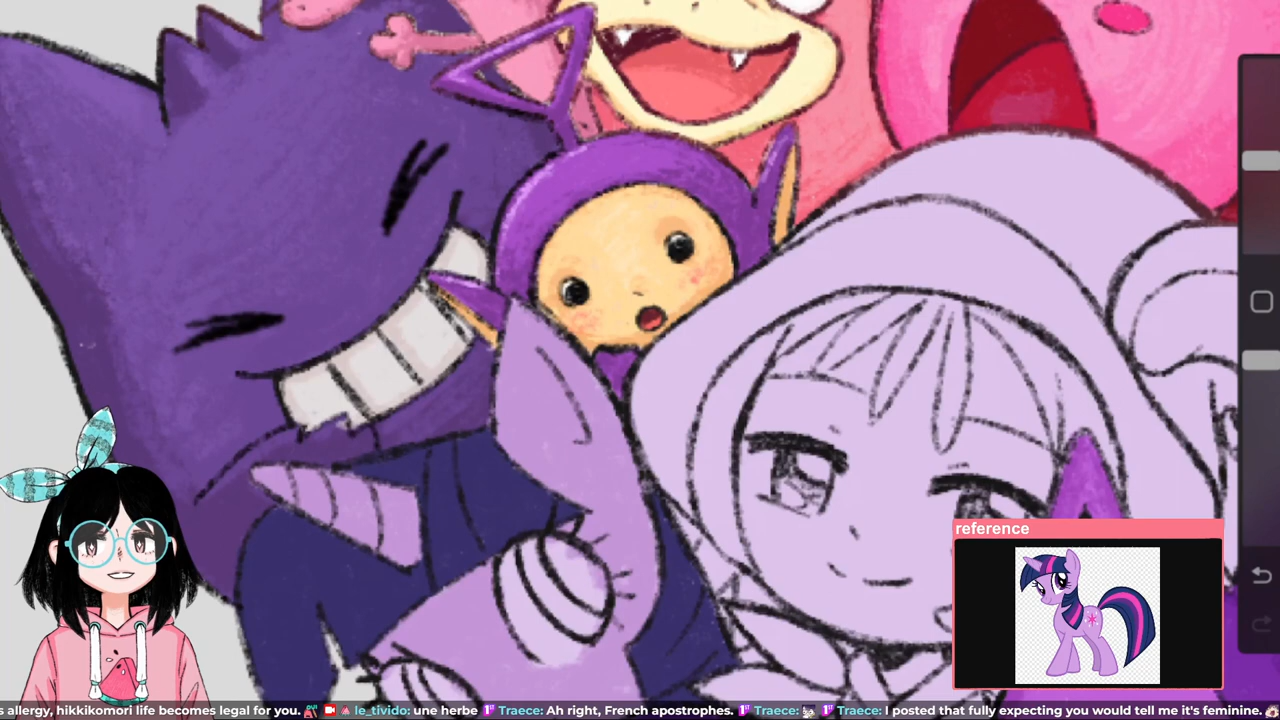 reference
s allergy, hikkikomori life becomes legal for you. le_tivido: une herbe Traece: Ah right, French apostrophes. Traece: Traece: I posted that fully expecting you would tell me it's feminine.